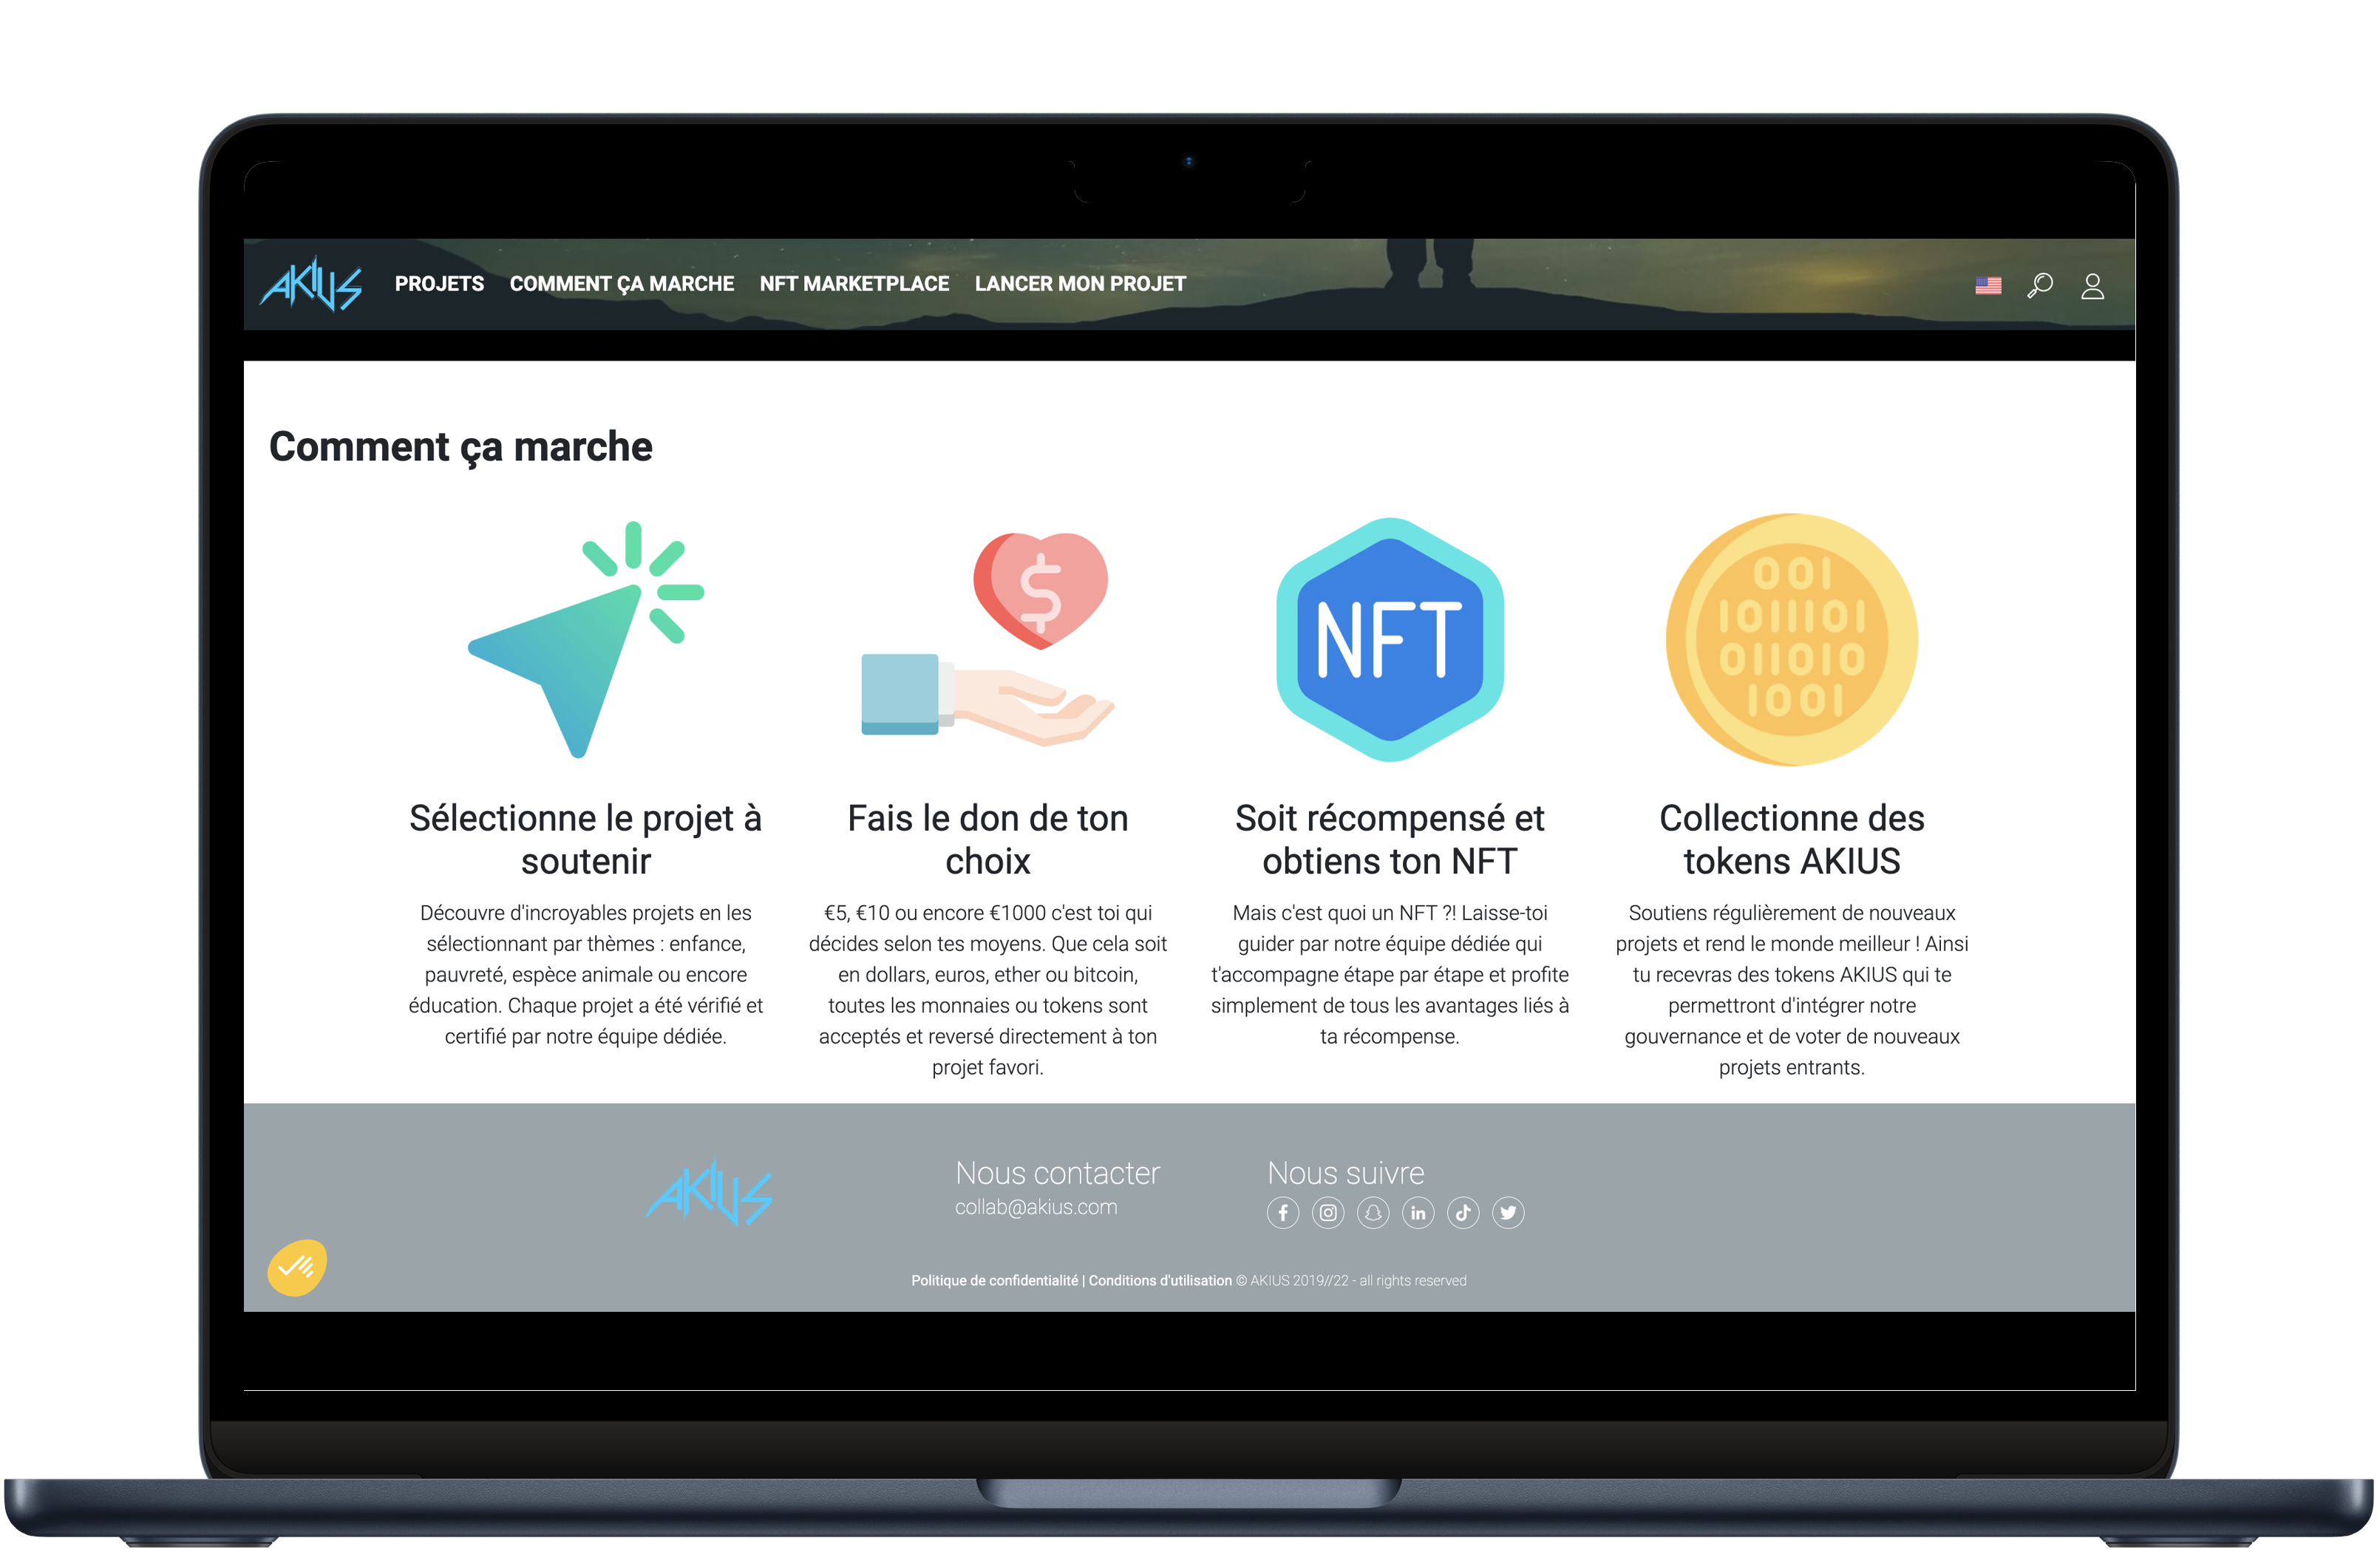 AKIUS PROJETS COMMENT ÇA MARCHE NFT MARKETPLACE LANCER MON PROJET
Comment ça marche
$
NFT
001
1011101
011010
1001
Sélectionne le projet à
soutenir
Découvre d'incroyables projets en les
sélectionnant par thèmes : enfance,
pauvreté, espèce animale ou encore
éducation. Chaque projet a été vérifié et
certifié par notre équipe dédiée.
Fais le don de ton
choix
€5, €10 ou encore €1000 c'est toi qui
décides selon tes moyens. Que cela soit
en dollars, euros, ether ou bitcoin,
toutes les monnaies ou tokens sont
acceptés et reversé directement à ton
projet favori.
Soit récompensé et
obtiens ton NFT
Mais c'est quoi un NFT ?! Laisse-toi
guider par notre équipe dédiée qui
t'accompagne étape par étape et profite
simplement de tous les avantages liés à
ta récompense.
Collectionne des
tokens AKIUS
Soutiens régulièrement de nouveaux
projets et rend le monde meilleur ! Ainsi
tu recevras des tokens AKIUS qui te
permettront d'intégrer notre
gouvernance et de voter de nouveaux
projets entrants.
AKIUS
Nous contacter
collab@akius.com
Nous suivre
Politique de confidentialité | Conditions d'utilisation © AKIUS 2019//22 - all rights reserved